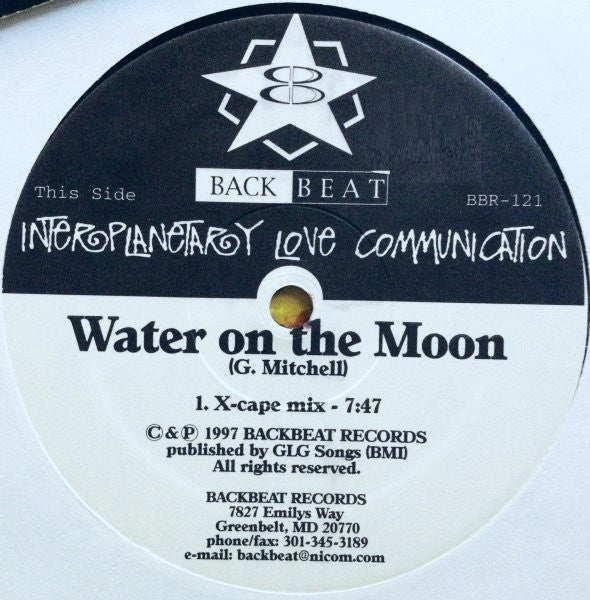 BACK BEAT
This Side
BBR-121
INTERPLANETARY LOVE COMMUNICATION
Water on the Moon
(G. Mitchell)
1. X-cape mix - 7:47
© & ℗ 1997 BACKBEAT RECORDS
published by GLG Songs (BMI)
All rights reserved.
BACKBEAT RECORDS
7827 Emilys Way
Greenbelt, MD 20770
phone/fax: 301-345-3189
e-mail: backbeat@nicom.com